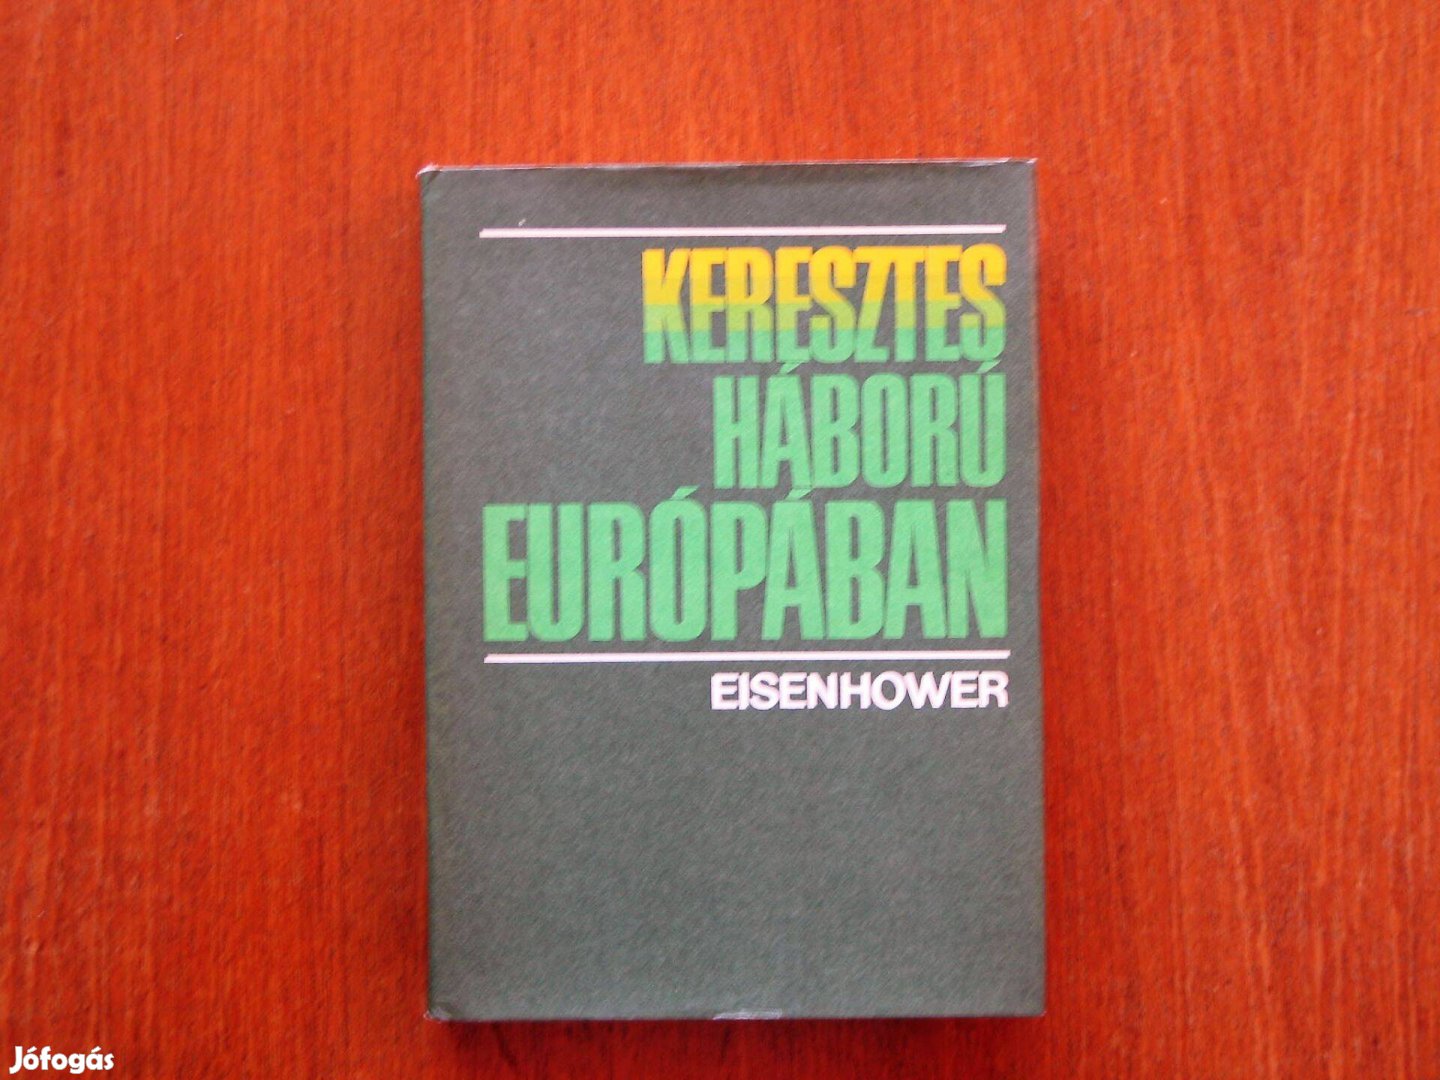 KERESZTES
HÁBORÚ
EURÓPÁBAN
EISENHOWER
Jófogás